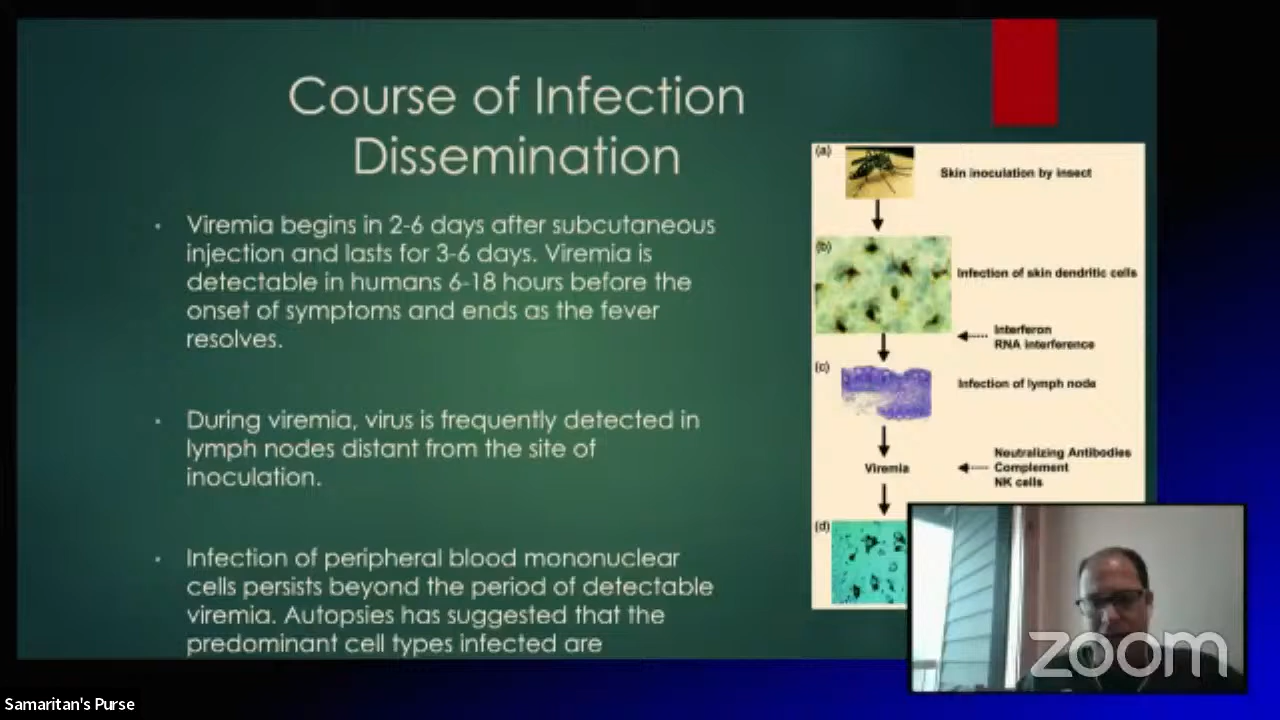 Course of Infection
Dissemination
• Viremia begins in 2-6 days after subcutaneous
injection and lasts for 3-6 days. Viremia is
detectable in humans 6-18 hours before the
onset of symptoms and ends as the fever
resolves.
• During viremia, virus is frequently detected in
lymph nodes distant from the site of
inoculation.
• Infection of peripheral blood mononuclear
cells persists beyond the period of detectable
viremia. Autopsies has suggested that the
predominant cell types infected are
(a)
Skin inoculation by insect
(b)
Infection of skin dendritic cells
Interferon
RNA interference
(c)
Infection of lymph node
Viremia
Neutralizing Antibodies
Complement
NK cells
(d)
zoom
Samaritan's Purse